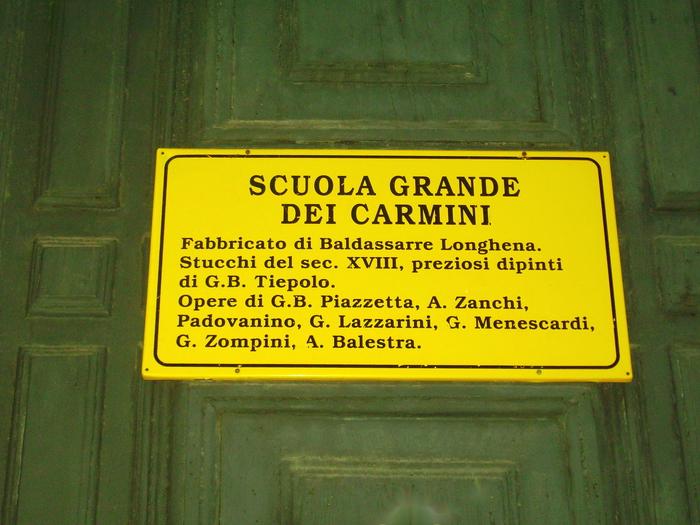 SCUOLA GRANDE
DEI CARMINI
Fabbricato di Baldassarre Longhena.
Stucchi del sec. XVIII, preziosi dipinti
di G.B. Tiepolo.
Opere di G.B. Piazzetta, A. Zanchi,
Padovanino, G. Lazzarini, G. Menescardi,
G. Zompini, A. Balestra.